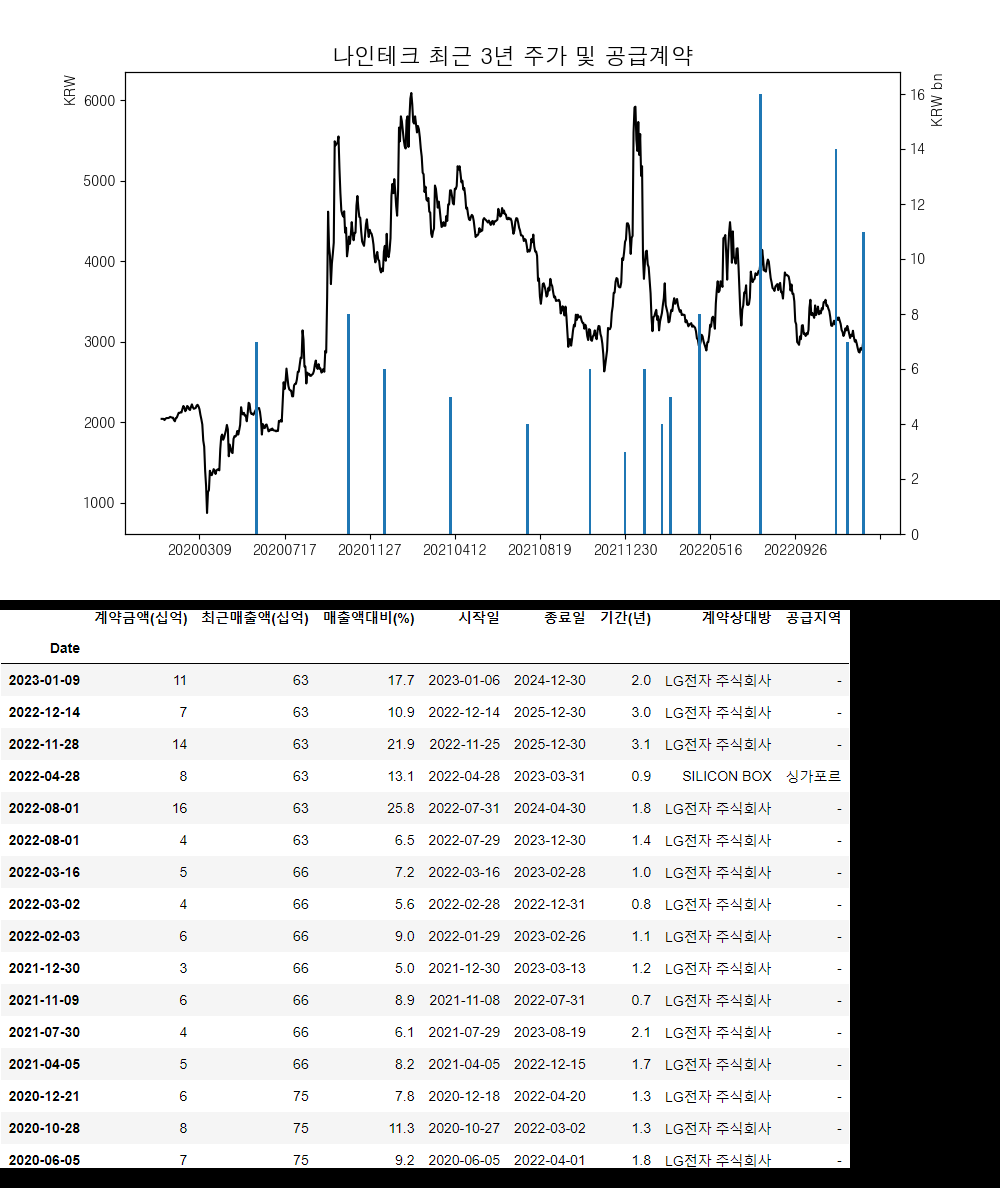 나인테크 최근 3년 주가 및 공급계약
KRW
KRW bn
6000
5000
4000
3000
2000
1000
16
14
12
10
8
6
4
2
0
20200309 20200717 20201127 20210412 20210819 20211230 20220516 20220926
계약금액(십억) 최근매출액(십억) 매출액대비(%) 시작일 종료일 기간(년) 계약상대방 공급지역
Date
2023-01-09 11 63 17.7 2023-01-06 2024-12-30 2.0 LG전자 주식회사 -
2022-12-14 7 63 10.9 2022-12-14 2025-12-30 3.0 LG전자 주식회사 -
2022-11-28 14 63 21.9 2022-11-25 2025-12-30 3.1 LG전자 주식회사 -
2022-04-28 8 63 13.1 2022-04-28 2023-03-31 0.9 SILICON BOX 싱가포르
2022-08-01 16 63 25.8 2022-07-31 2024-04-30 1.8 LG전자 주식회사 -
2022-08-01 4 63 6.5 2022-07-29 2023-12-30 1.4 LG전자 주식회사 -
2022-03-16 5 66 7.2 2022-03-16 2023-02-28 1.0 LG전자 주식회사 -
2022-03-02 4 66 5.6 2022-02-28 2022-12-31 0.8 LG전자 주식회사 -
2022-02-03 6 66 9.0 2022-01-29 2023-02-26 1.1 LG전자 주식회사 -
2021-12-30 3 66 5.0 2021-12-30 2023-03-13 1.2 LG전자 주식회사 -
2021-11-09 6 66 8.9 2021-11-08 2022-07-31 0.7 LG전자 주식회사 -
2021-07-30 4 66 6.1 2021-07-29 2023-08-19 2.1 LG전자 주식회사 -
2021-04-05 5 66 8.2 2021-04-05 2022-12-15 1.7 LG전자 주식회사 -
2020-12-21 6 75 7.8 2020-12-18 2022-04-20 1.3 LG전자 주식회사 -
2020-10-28 8 75 11.3 2020-10-27 2022-03-02 1.3 LG전자 주식회사 -
2020-06-05 7 75 9.2 2020-06-05 2022-04-01 1.8 LG전자 주식회사 -